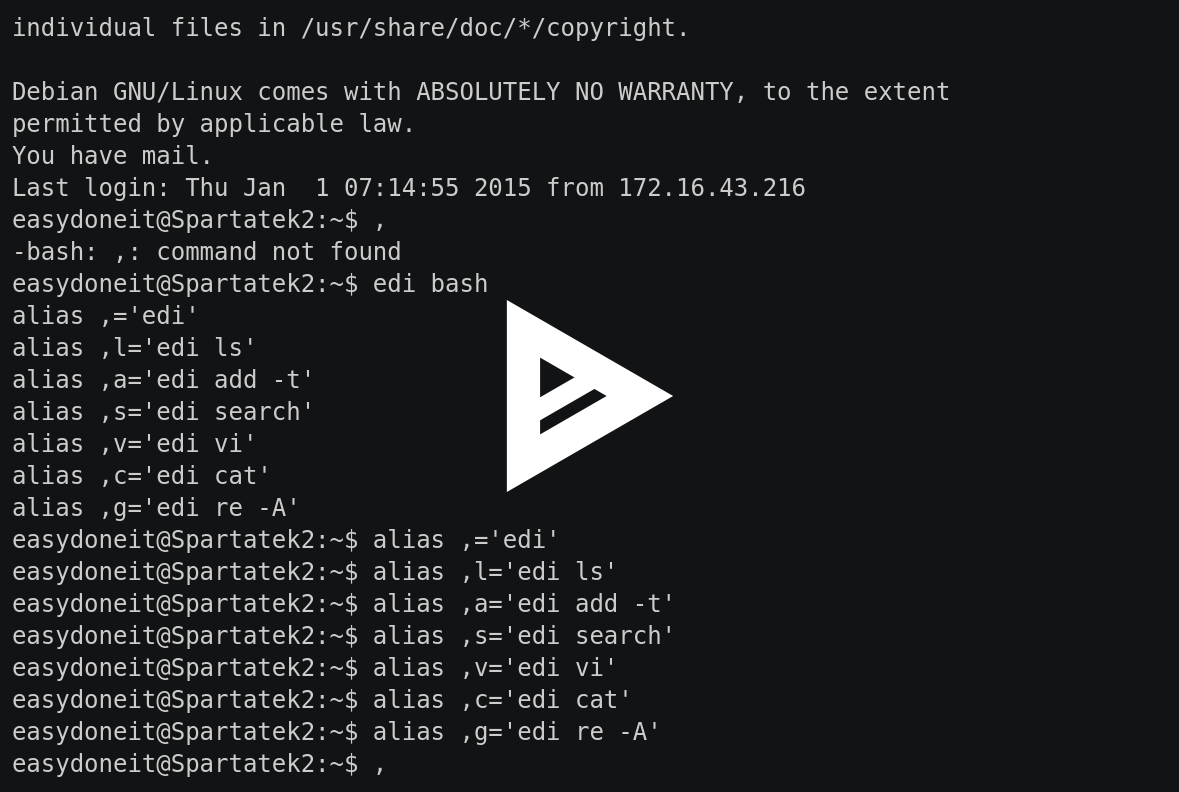 individual files in /usr/share/doc/*/copyright.
Debian GNU/Linux comes with ABSOLUTELY NO WARRANTY, to the extent
permitted by applicable law.
You have mail.
Last login: Thu Jan  1 07:14:55 2015 from 172.16.43.216
easydoneit@Spartatek2:~$ ,
-bash: ,: command not found
easydoneit@Spartatek2:~$ edi bash
alias ,='edi'
alias ,l='edi ls'
alias ,a='edi add -t'
alias ,s='edi search'
alias ,v='edi vi'
alias ,c='edi cat'
alias ,g='edi re -A'
easydoneit@Spartatek2:~$ alias ,='edi'
easydoneit@Spartatek2:~$ alias ,l='edi ls'
easydoneit@Spartatek2:~$ alias ,a='edi add -t'
easydoneit@Spartatek2:~$ alias ,s='edi search'
easydoneit@Spartatek2:~$ alias ,v='edi vi'
easydoneit@Spartatek2:~$ alias ,c='edi cat'
easydoneit@Spartatek2:~$ alias ,g='edi re -A'
easydoneit@Spartatek2:~$ ,